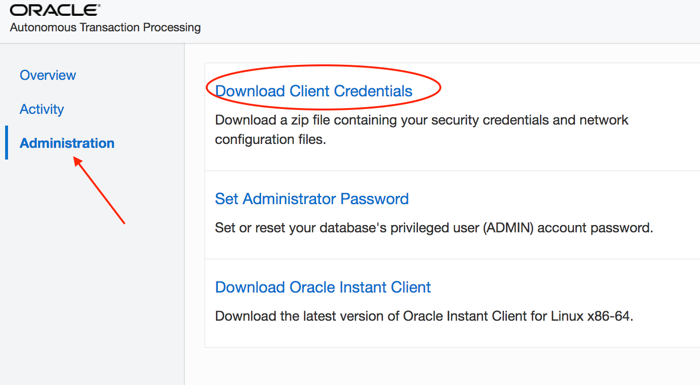 ORACLE
Autonomous Transaction Processing
Overview
Activity
Administration
Download Client Credentials
Download a zip file containing your security credentials and network
configuration files.
Set Administrator Password
Set or reset your database's privileged user (ADMIN) account password.
Download Oracle Instant Client
Download the latest version of Oracle Instant Client for Linux x86-64.